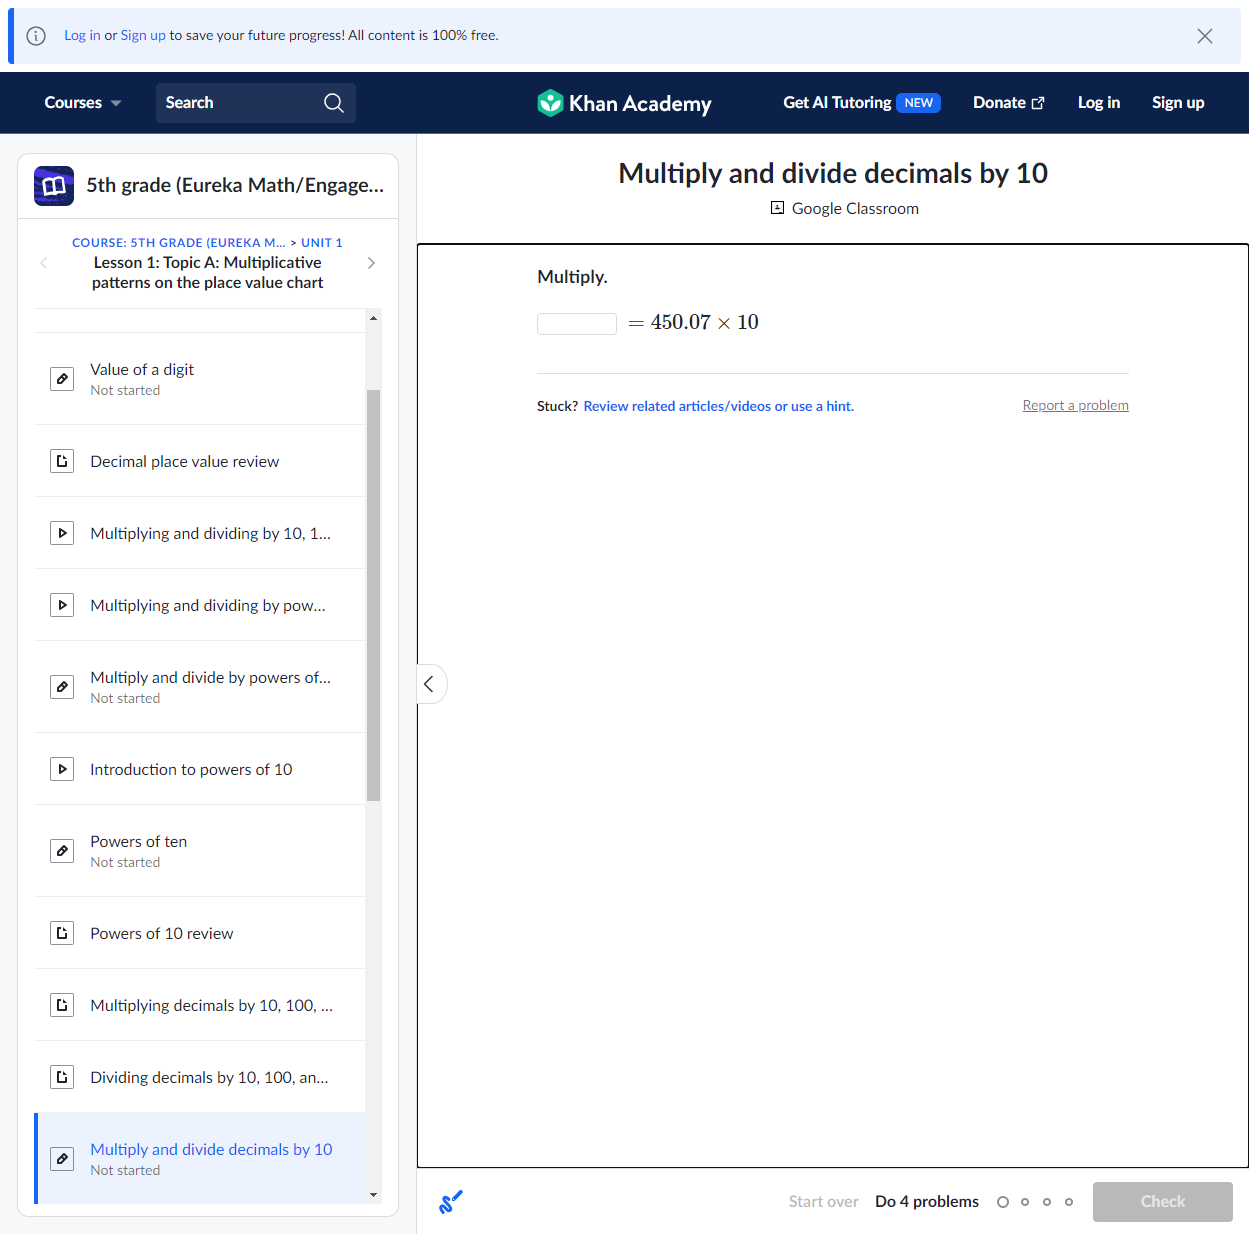 Log in or Sign up to save your future progress! All content is 100% free.
Courses
Search
Khan Academy
Get AI Tutoring NEW
Donate
Log in
Sign up
5th grade (Eureka Math/Engage...
COURSE: 5TH GRADE (EUREKA M... > UNIT 1
Lesson 1: Topic A: Multiplicative
patterns on the place value chart
Value of a digit
Not started
Decimal place value review
Multiplying and dividing by 10, 1...
Multiplying and dividing by pow...
Multiply and divide by powers of...
Not started
Introduction to powers of 10
Powers of ten
Not started
Powers of 10 review
Multiplying decimals by 10, 100, ...
Dividing decimals by 10, 100, an...
Multiply and divide decimals by 10
Not started
Multiply and divide decimals by 10
Google Classroom
Multiply.
= 450.07 × 10
Stuck? Review related articles/videos or use a hint.
Report a problem
Start over
Do 4 problems
Check